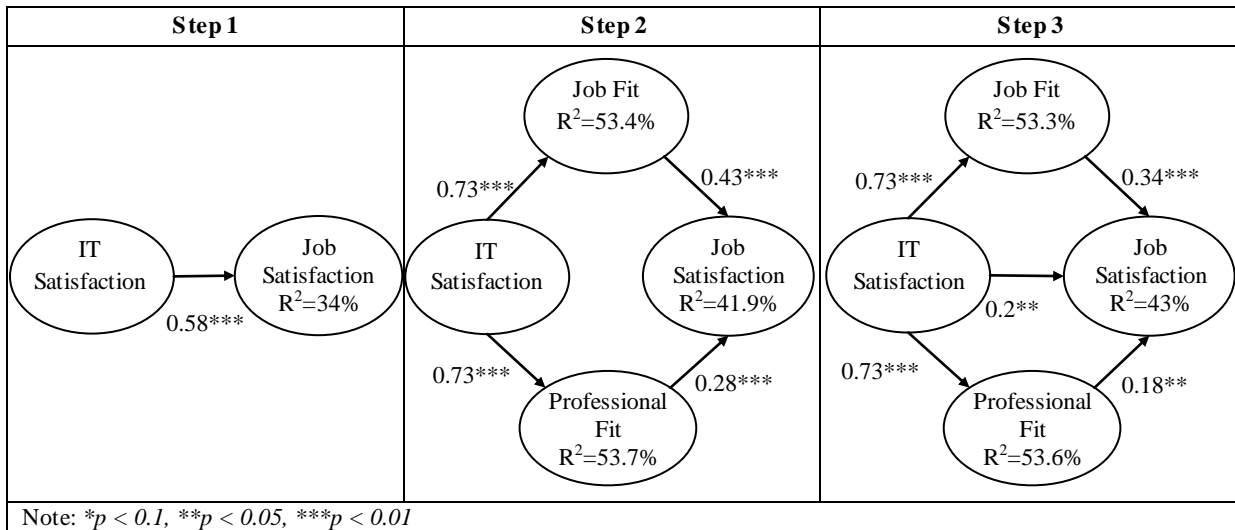 Step 1
IT
Satisfaction
0.58***
Job
Satisfaction
R²=34%
Step 2
Job Fit
R²=53.4%
0.73***
0.43***
IT
Satisfaction
Job
Satisfaction
R²=41.9%
0.73***
0.28***
Professional
Fit
R²=53.7%
Step 3
Job Fit
R²=53.3%
0.73***
0.34***
IT
Satisfaction
0.2**
Job
Satisfaction
R²=43%
0.73***
0.18**
Professional
Fit
R²=53.6%
Note: *p < 0.1, **p < 0.05, ***p < 0.01